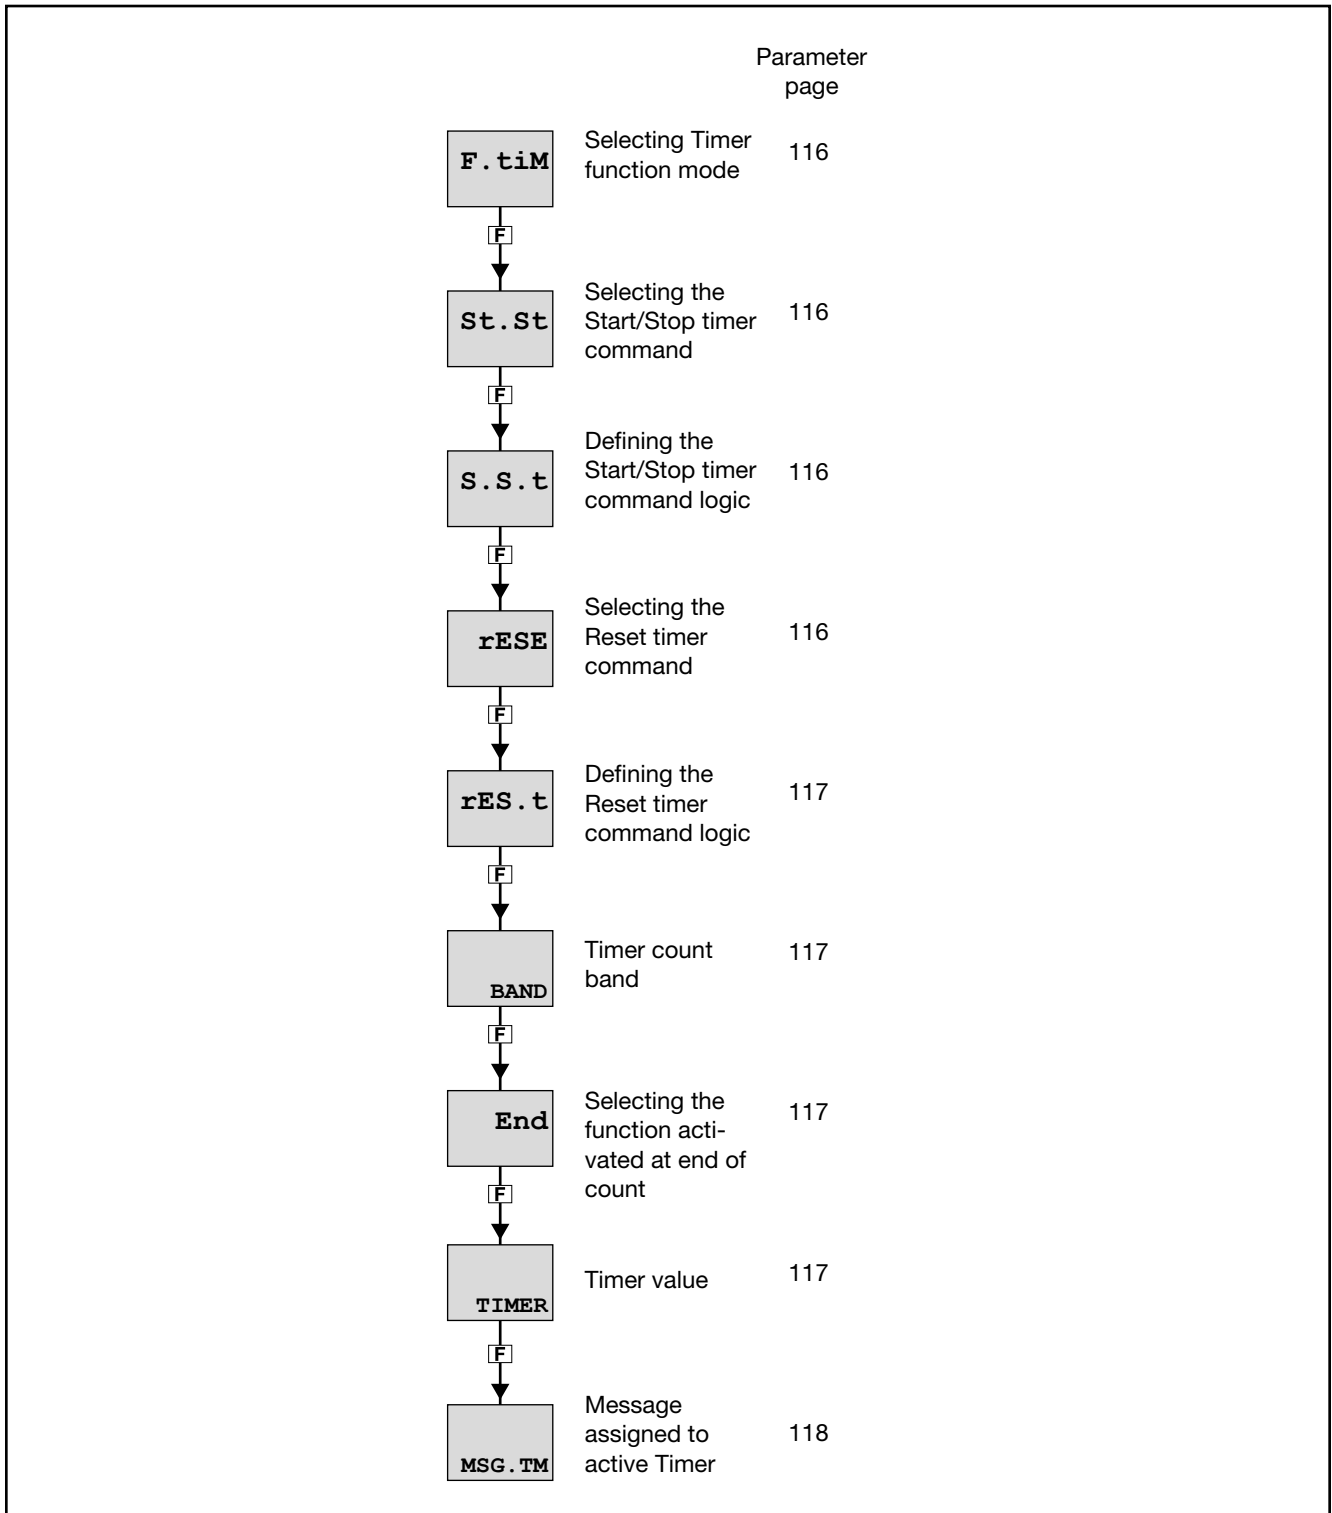 Parameter
page
F.tiM
Selecting Timer
function mode
116
F
St.St
Selecting the
Start/Stop timer
command
116
F
S.S.t
Defining the
Start/Stop timer
command logic
116
F
rESE
Selecting the
Reset timer
command
116
F
rES.t
Defining the
Reset timer
command logic
117
F
BAND
Timer count
band
117
F
End
Selecting the
function acti-
vated at end of
count
117
F
TIMER
Timer value
117
F
MSG.TM
Message
assigned to
active Timer
118